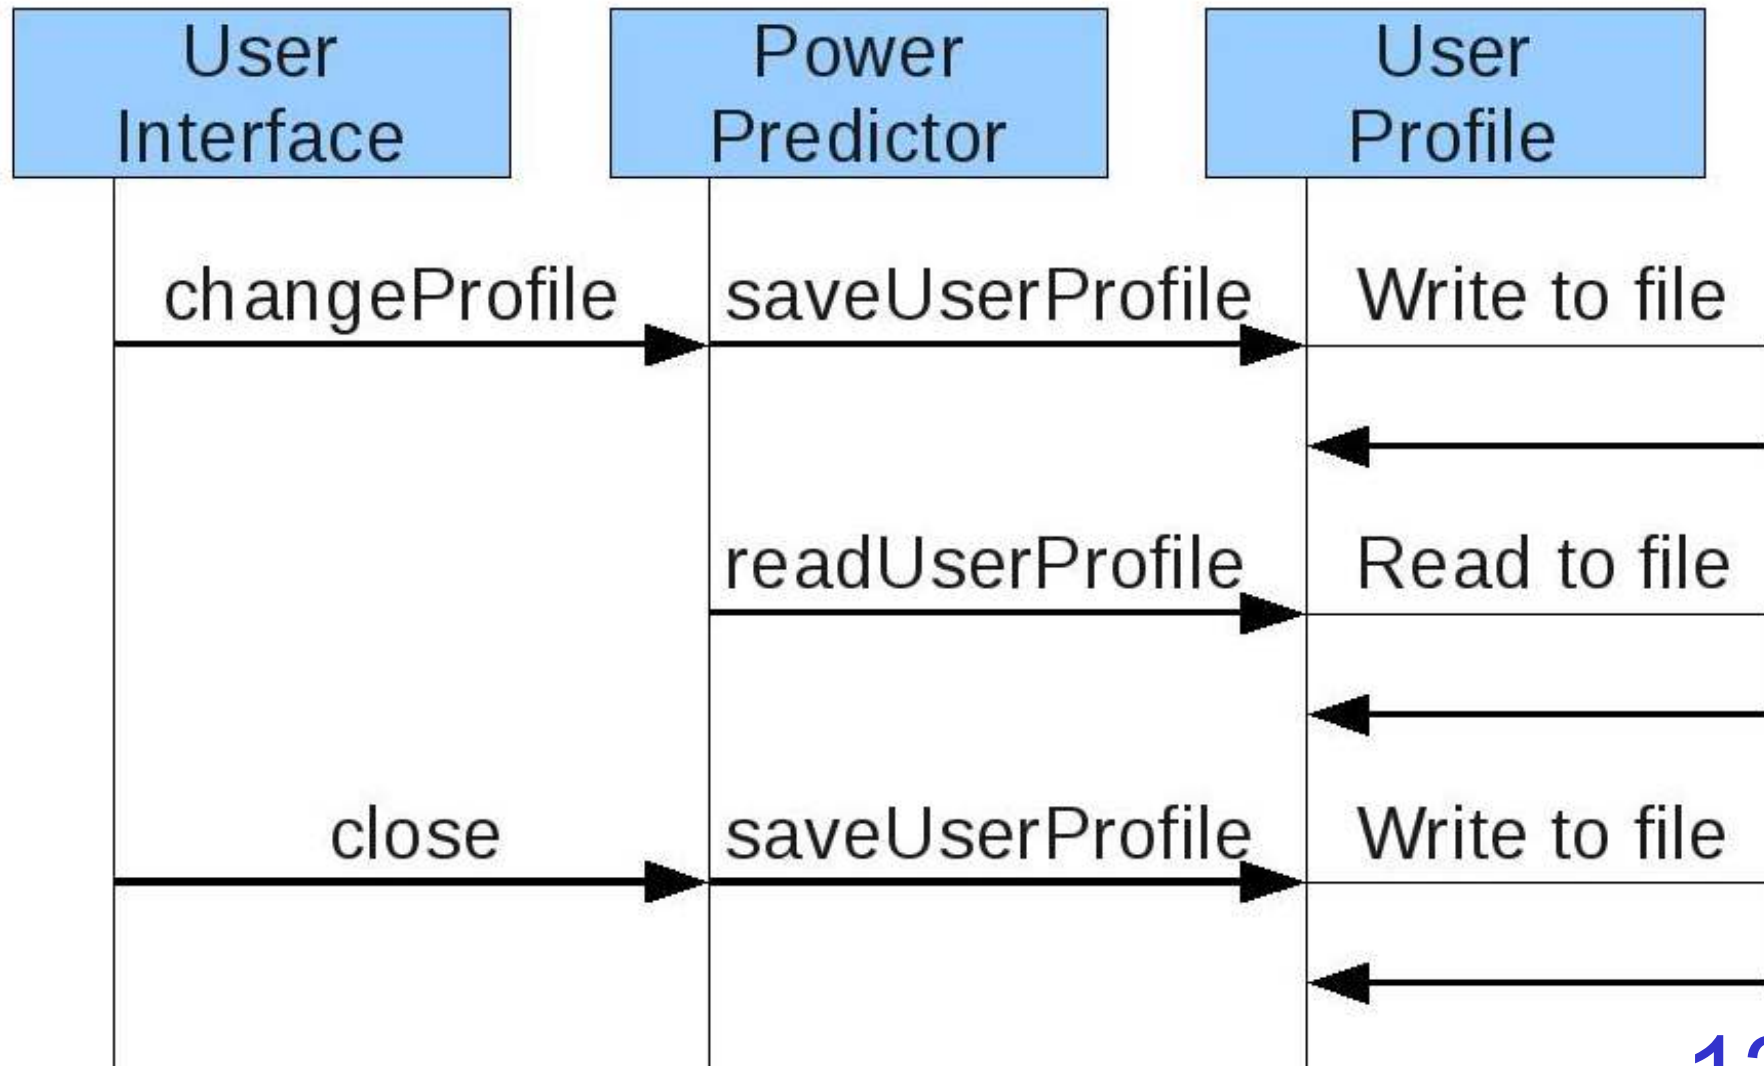 User
Interface
Power
Predictor
User
Profile
changeProfile saveUserProfile Write to file
readUserProfile Read to file
close saveUserProfile Write to file